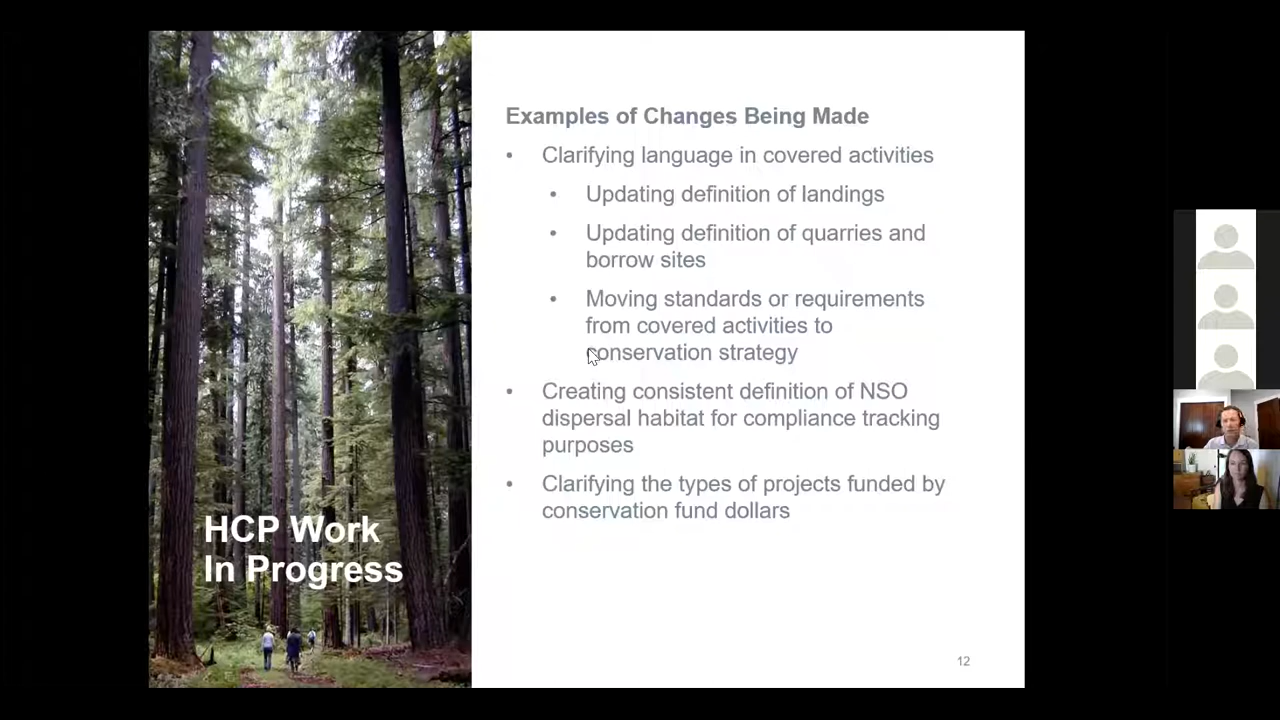 Examples of Changes Being Made
• Clarifying language in covered activities
• Updating definition of landings
• Updating definition of quarries and
borrow sites
• Moving standards or requirements
from covered activities to
conservation strategy
• Creating consistent definition of NSO
dispersal habitat for compliance tracking
purposes
• Clarifying the types of projects funded by
conservation fund dollars
HCP Work
In Progress
12